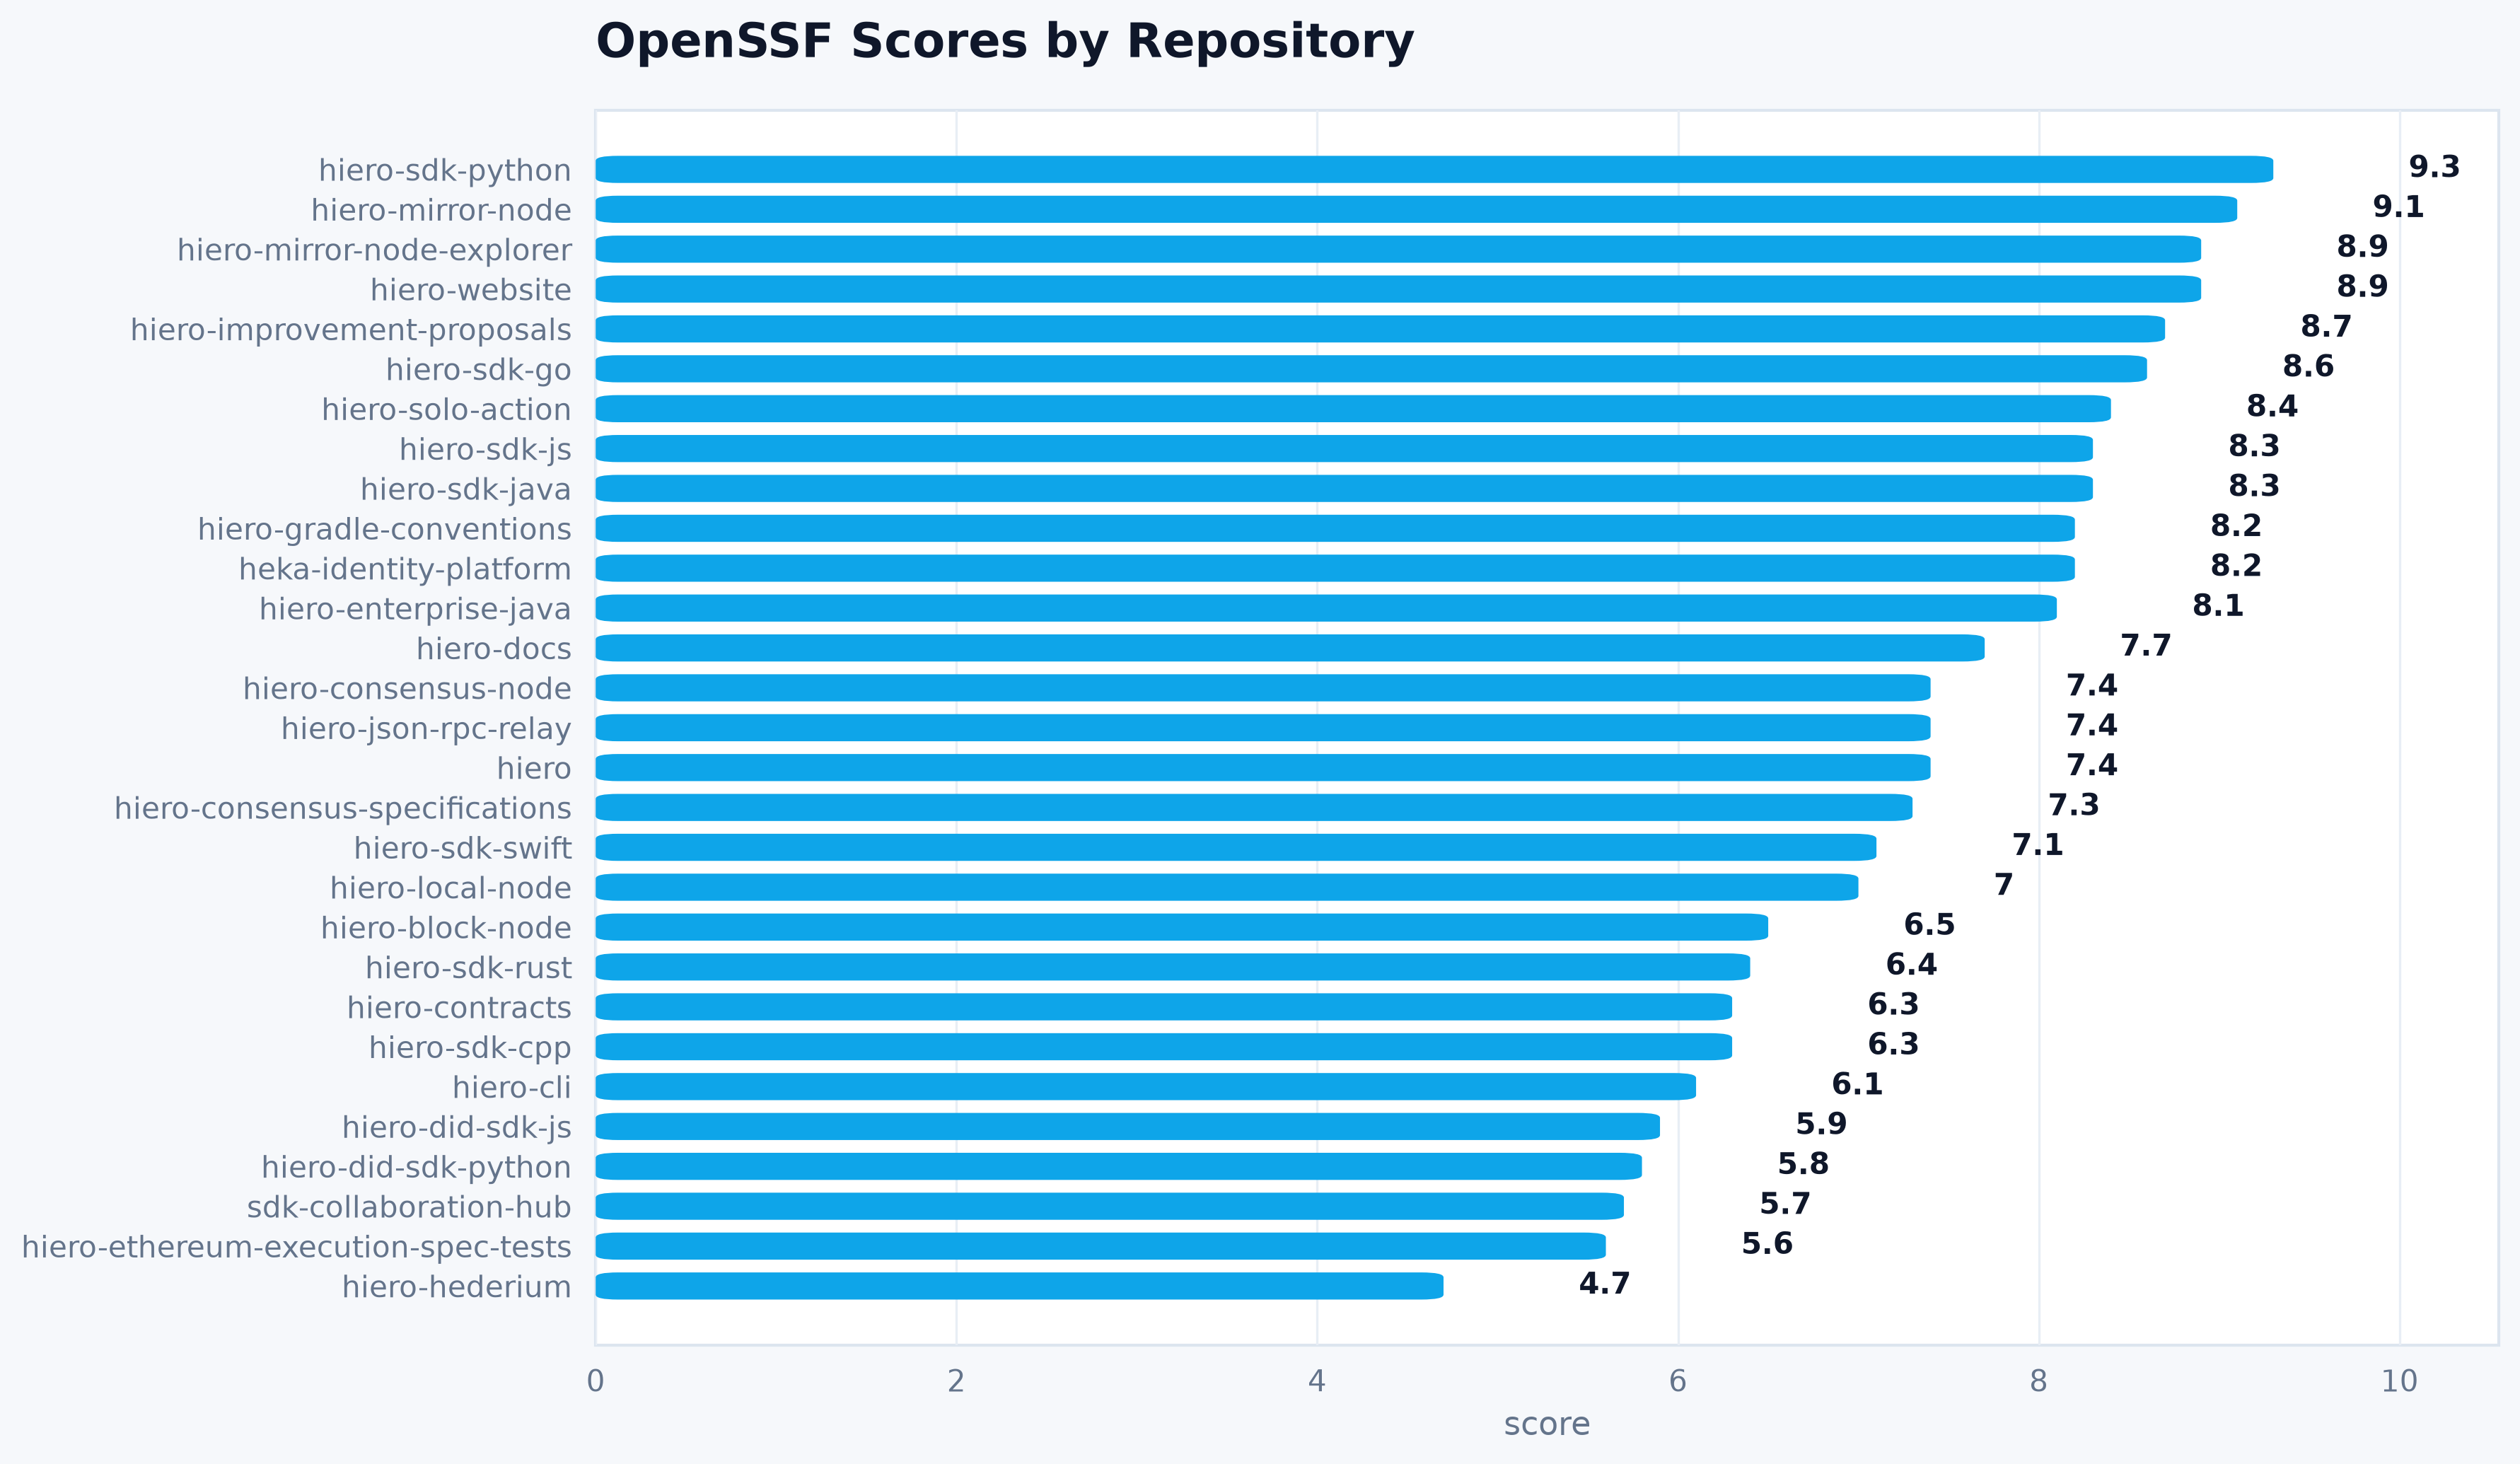 OpenSSF Scores by Repository
hiero-sdk-python 9.3
hiero-mirror-node 9.1
hiero-mirror-node-explorer 8.9
hiero-website 8.9
hiero-improvement-proposals 8.7
hiero-sdk-go 8.6
hiero-solo-action 8.4
hiero-sdk-js 8.3
hiero-sdk-java 8.3
hiero-gradle-conventions 8.2
heka-identity-platform 8.2
hiero-enterprise-java 8.1
hiero-docs 7.7
hiero-consensus-node 7.4
hiero-json-rpc-relay 7.4
hiero 7.4
hiero-consensus-specifications 7.3
hiero-sdk-swift 7.1
hiero-local-node 7
hiero-block-node 6.5
hiero-sdk-rust 6.4
hiero-contracts 6.3
hiero-sdk-cpp 6.3
hiero-cli 6.1
hiero-did-sdk-js 5.9
hiero-did-sdk-python 5.8
sdk-collaboration-hub 5.7
hiero-ethereum-execution-spec-tests 5.6
hiero-hederium 4.7
0 2 4 6 8 10
score